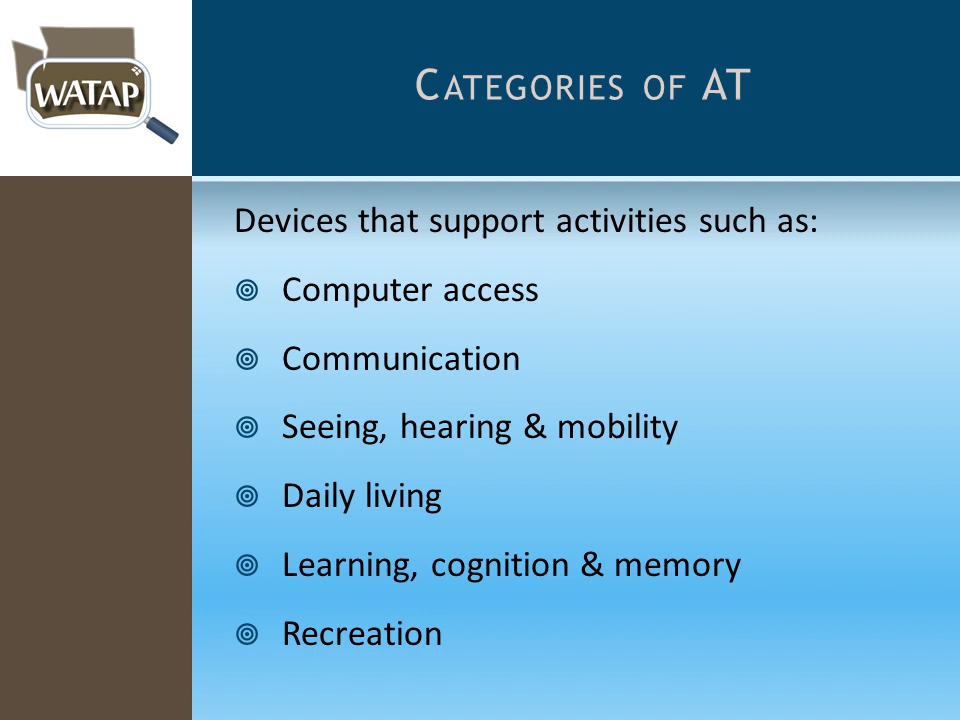 WATAP
CATEGORIES OF AT
Devices that support activities such as:
Computer access
Communication
Seeing, hearing & mobility
Daily living
Learning, cognition & memory
Recreation